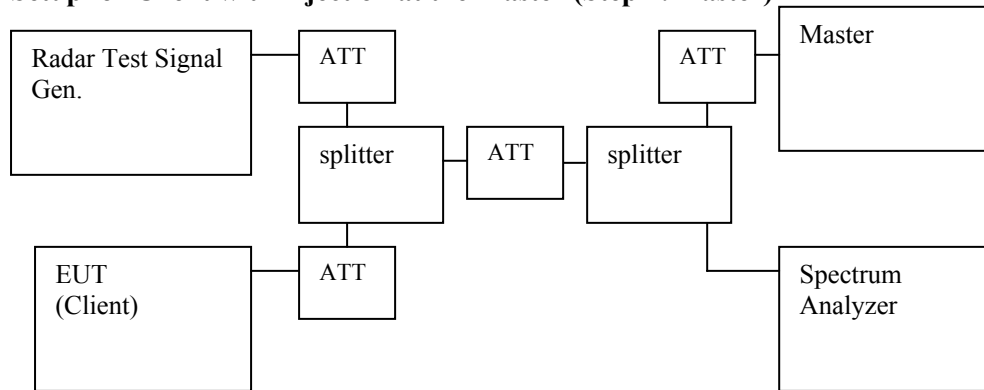 Radar Test Signal
Gen.
ATT
ATT
Master
splitter
ATT
splitter
EUT
(Client)
ATT
Spectrum
Analyzer